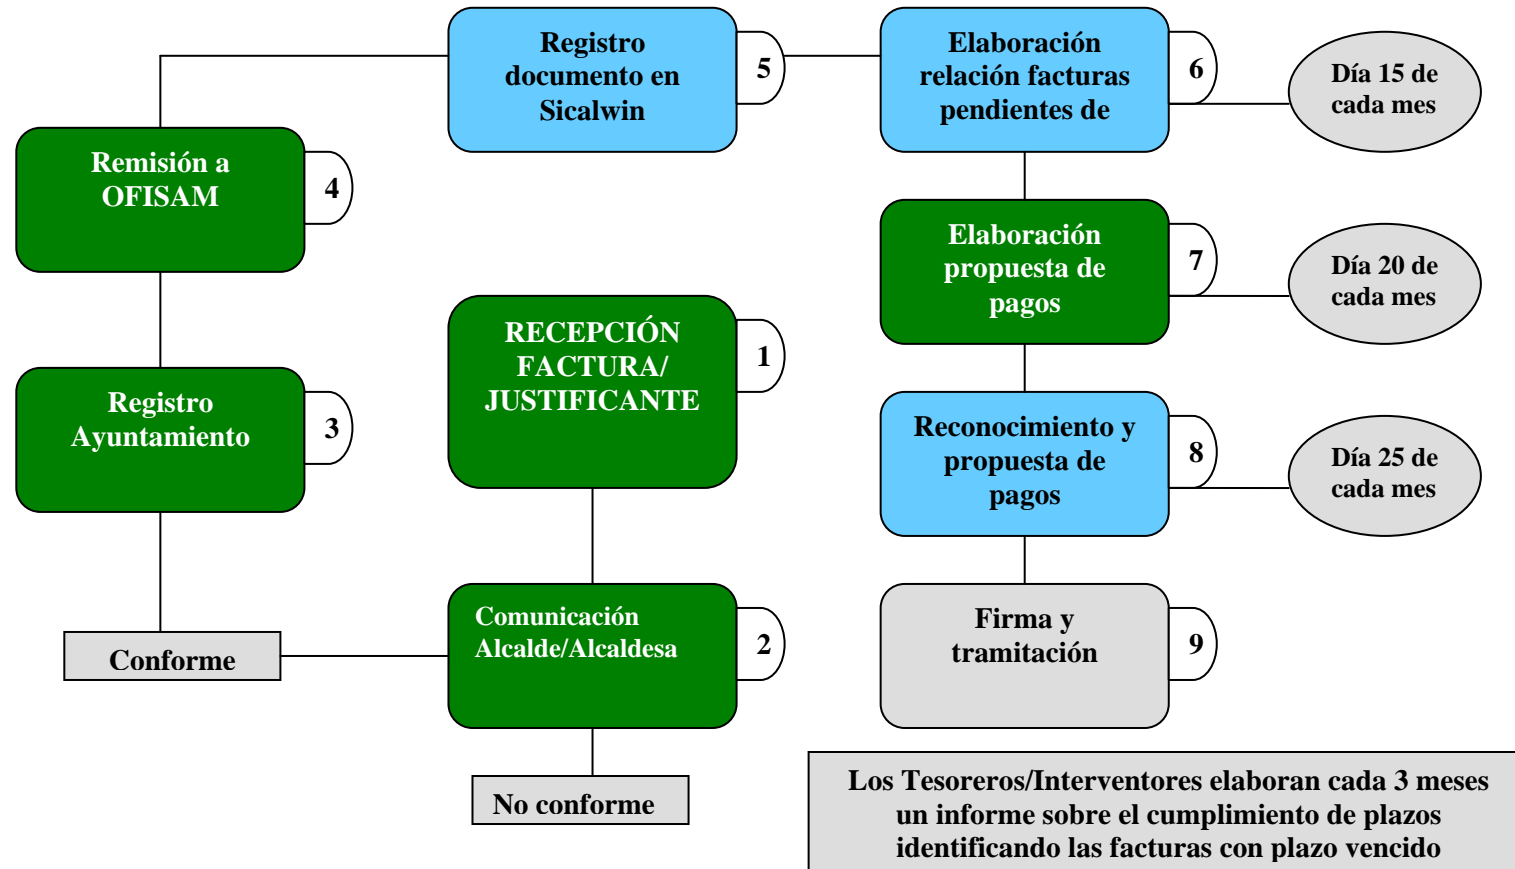 RECEPCIÓN
FACTURA/
JUSTIFICANTE
1
Comunicación
Alcalde/Alcaldesa
2
No conforme
Conforme
Registro
Ayuntamiento
3
Remisión a
OFISAM
4
Registro
documento en
Sicalwin
5
Elaboración
relación facturas
pendientes de
6
Día 15 de
cada mes
Elaboración
propuesta de
pagos
7
Día 20 de
cada mes
Reconocimiento y
propuesta de
pagos
8
Día 25 de
cada mes
Firma y
tramitación
9
Los Tesoreros/Interventores elaboran cada 3 meses
un informe sobre el cumplimiento de plazos
identificando las facturas con plazo vencido